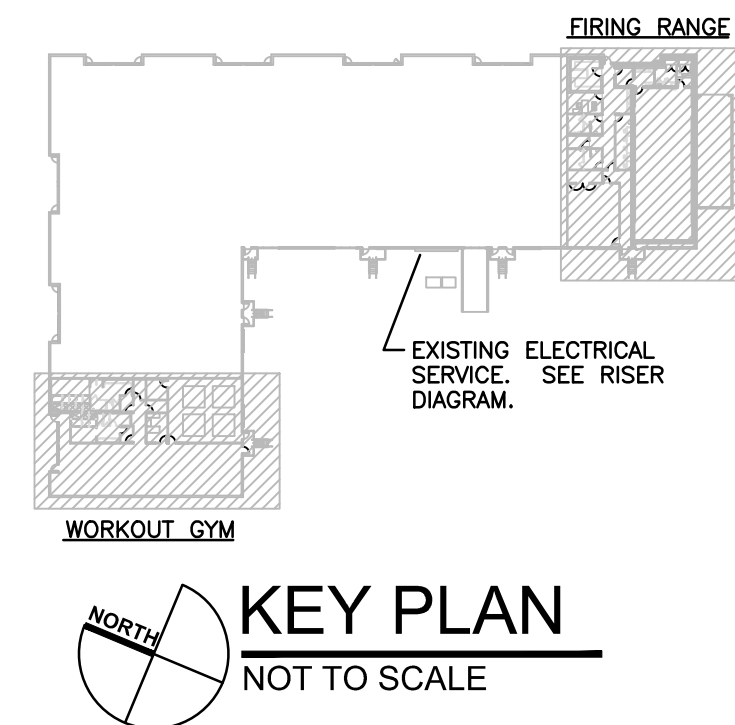 FIRING RANGE
EXISTING ELECTRICAL
SERVICE. SEE RISER
DIAGRAM.
WORKOUT GYM
NORTH
KEY PLAN
NOT TO SCALE